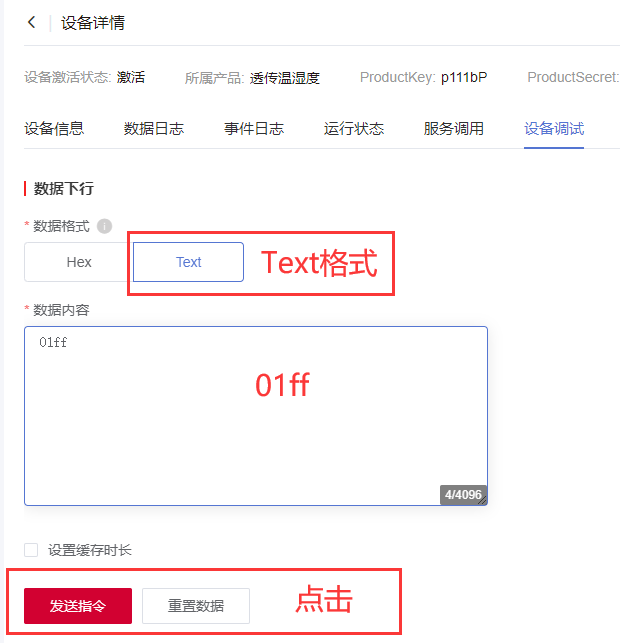 设备详情
设备激活状态: 激活 所属产品: 透传温湿度 ProductKey: p111bP ProductSecret:
设备信息 数据日志 事件日志 运行状态 服务调用 设备调试
数据下行
* 数据格式 i
Hex Text Text格式
* 数据内容
01ff
01ff
4/4096
设置缓存时长
发送指令 重置数据 点击